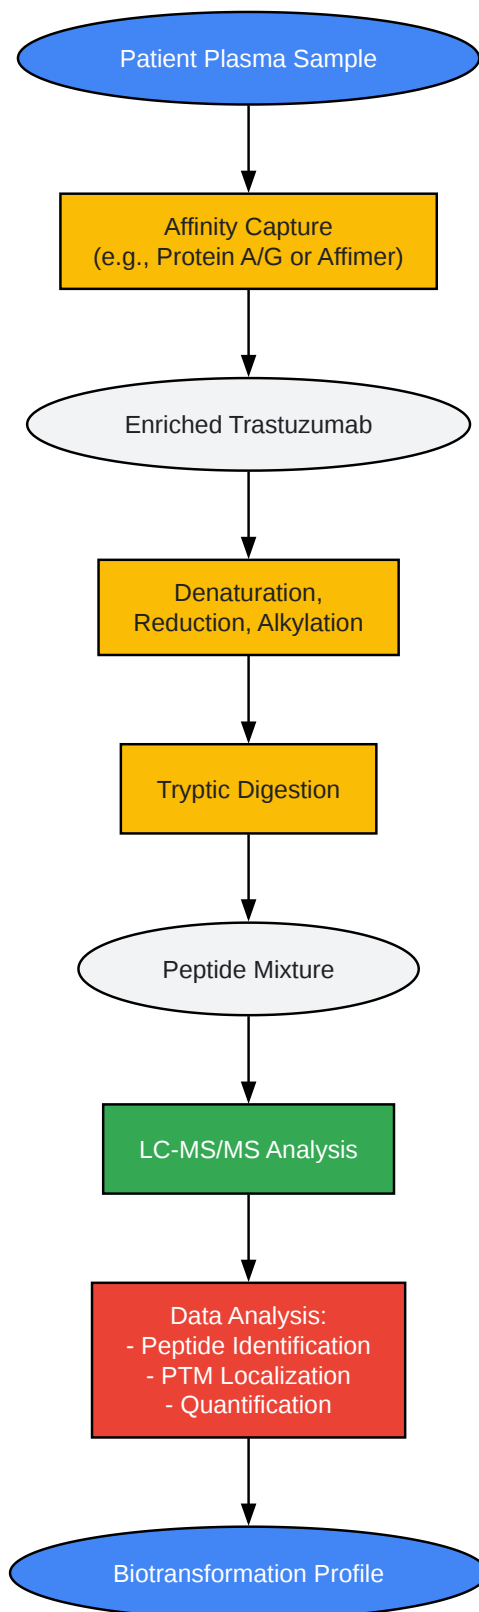 Patient Plasma Sample
Affinity Capture
(e.g., Protein A/G or Affimer)
Enriched Trastuzumab
Denaturation,
Reduction, Alkylation
Tryptic Digestion
Peptide Mixture
LC-MS/MS Analysis
Data Analysis:
- Peptide Identification
- PTM Localization
- Quantification
Biotransformation Profile